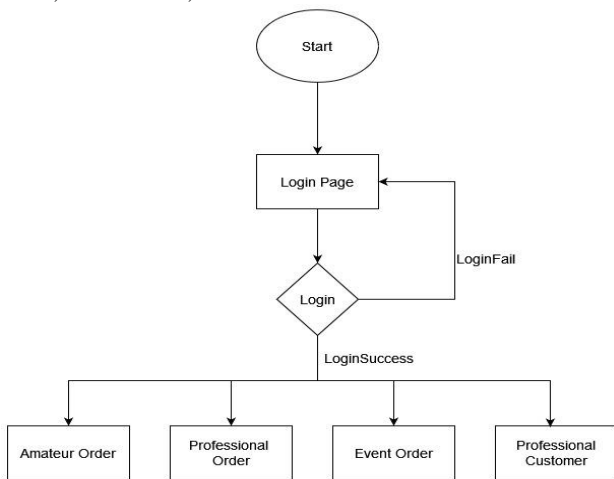 Start
Login Page
LoginFail
Login
LoginSuccess
Amateur Order
Professional
Order
Event Order
Professional
Customer